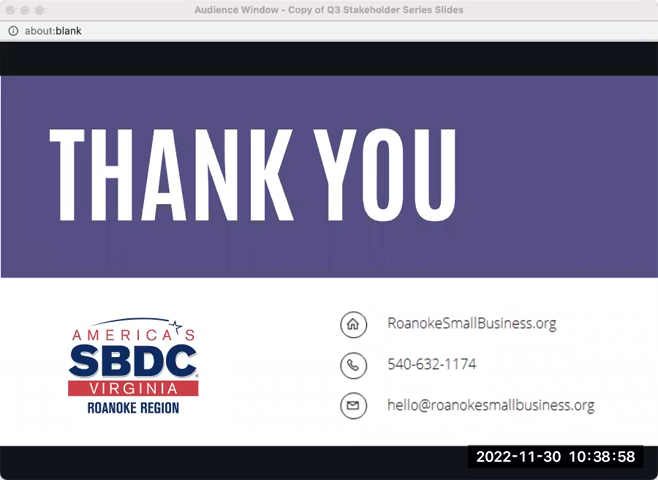 Audience Window - Copy of Q3 Stakeholder Series Slides
about:blank
THANK YOU
AMERICA'S
SBDC
VIRGINIA
ROANOKE REGION
RoanokeSmallBusiness.org
540-632-1174
hello@roanokesmallbusiness.org
2022-11-30 10:38:58